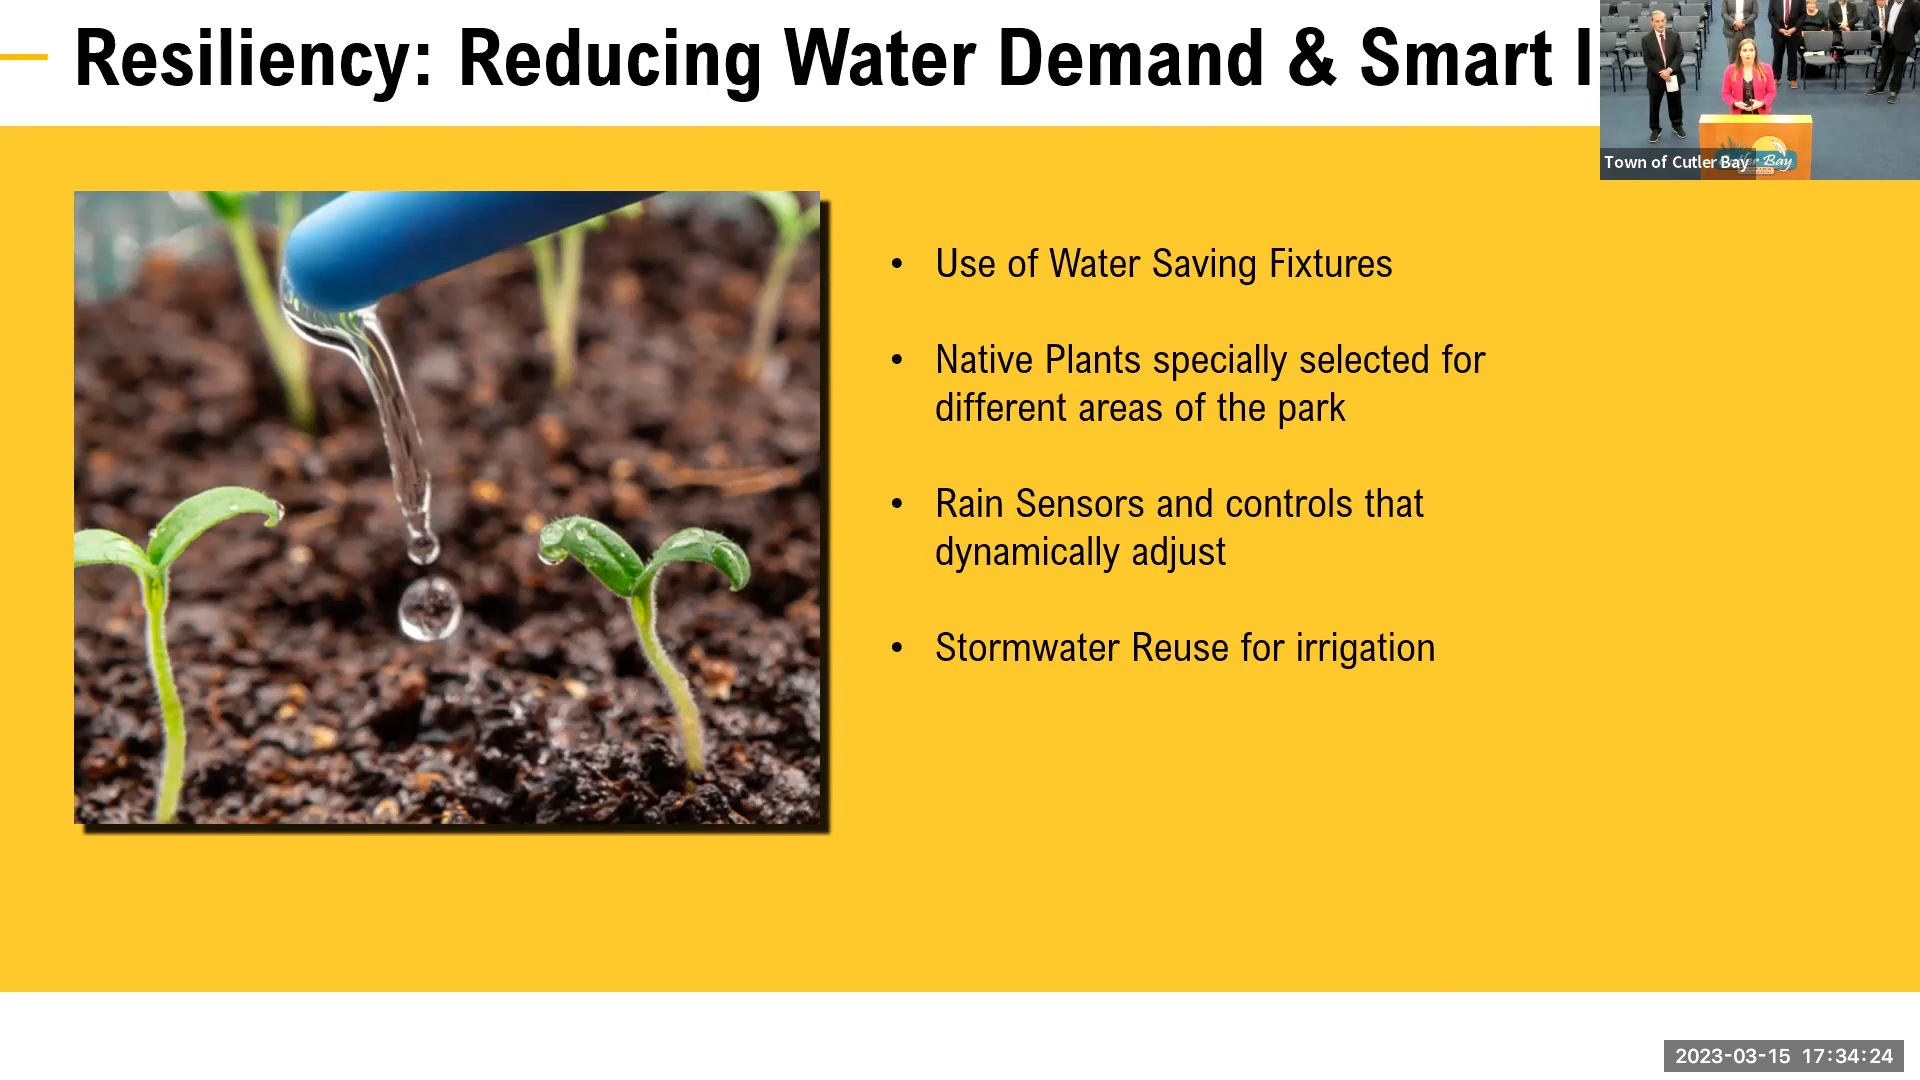 Resiliency: Reducing Water Demand & Smart I
Town of Cutler Bay
• Use of Water Saving Fixtures
• Native Plants specially selected for
different areas of the park
• Rain Sensors and controls that
dynamically adjust
• Stormwater Reuse for irrigation
2023-03-15 17:34:24